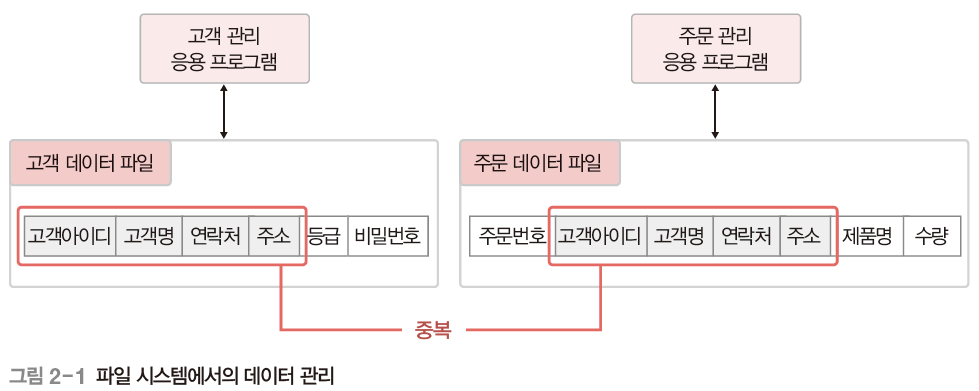 고객 관리
응용 프로그램
주문 관리
응용 프로그램
고객 데이터 파일
주문 데이터 파일
고객아이디 고객명 연락처 주소 등급 비밀번호
주문번호 고객아이디 고객명 연락처 주소 제품명 수량
중복
그림 2-1 파일 시스템에서의 데이터 관리